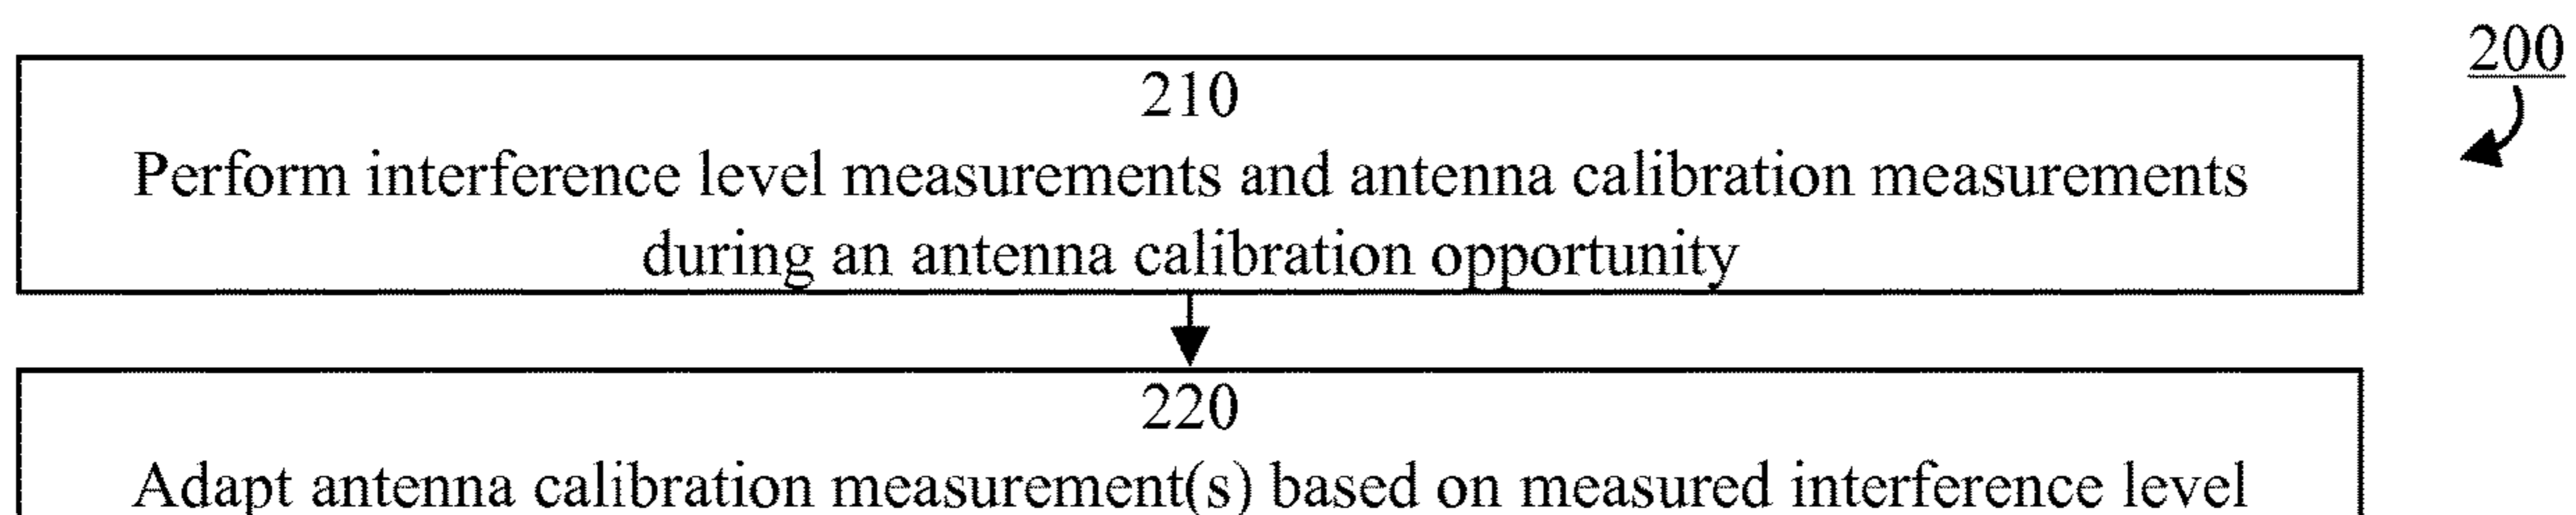 200
210
Perform interference level measurements and antenna calibration measurements
during an antenna calibration opportunity
220
Adapt antenna calibration measurement(s) based on measured interference level